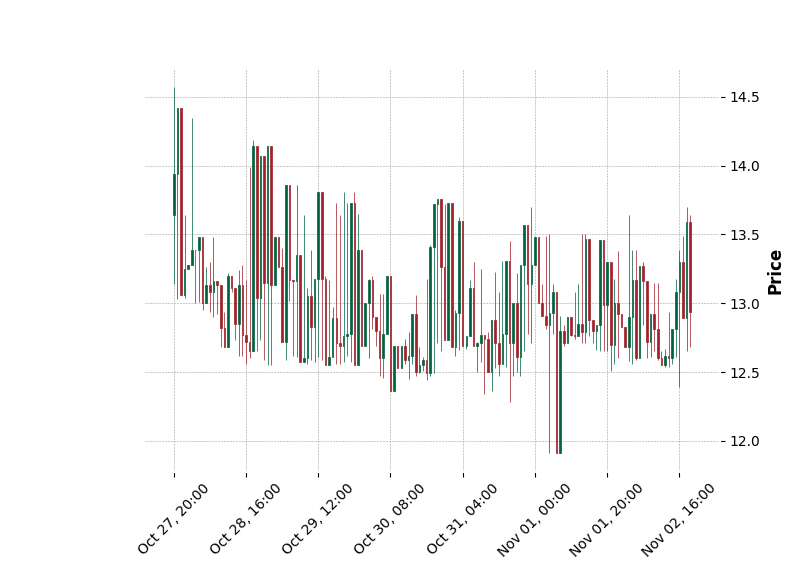 14.5
14.0
13.5
13.0
12.5
12.0
Price
Oct 27, 20:00
Oct 28, 16:00
Oct 29, 12:00
Oct 30, 08:00
Oct 31, 04:00
Nov 01, 00:00
Nov 01, 20:00
Nov 02, 16:00